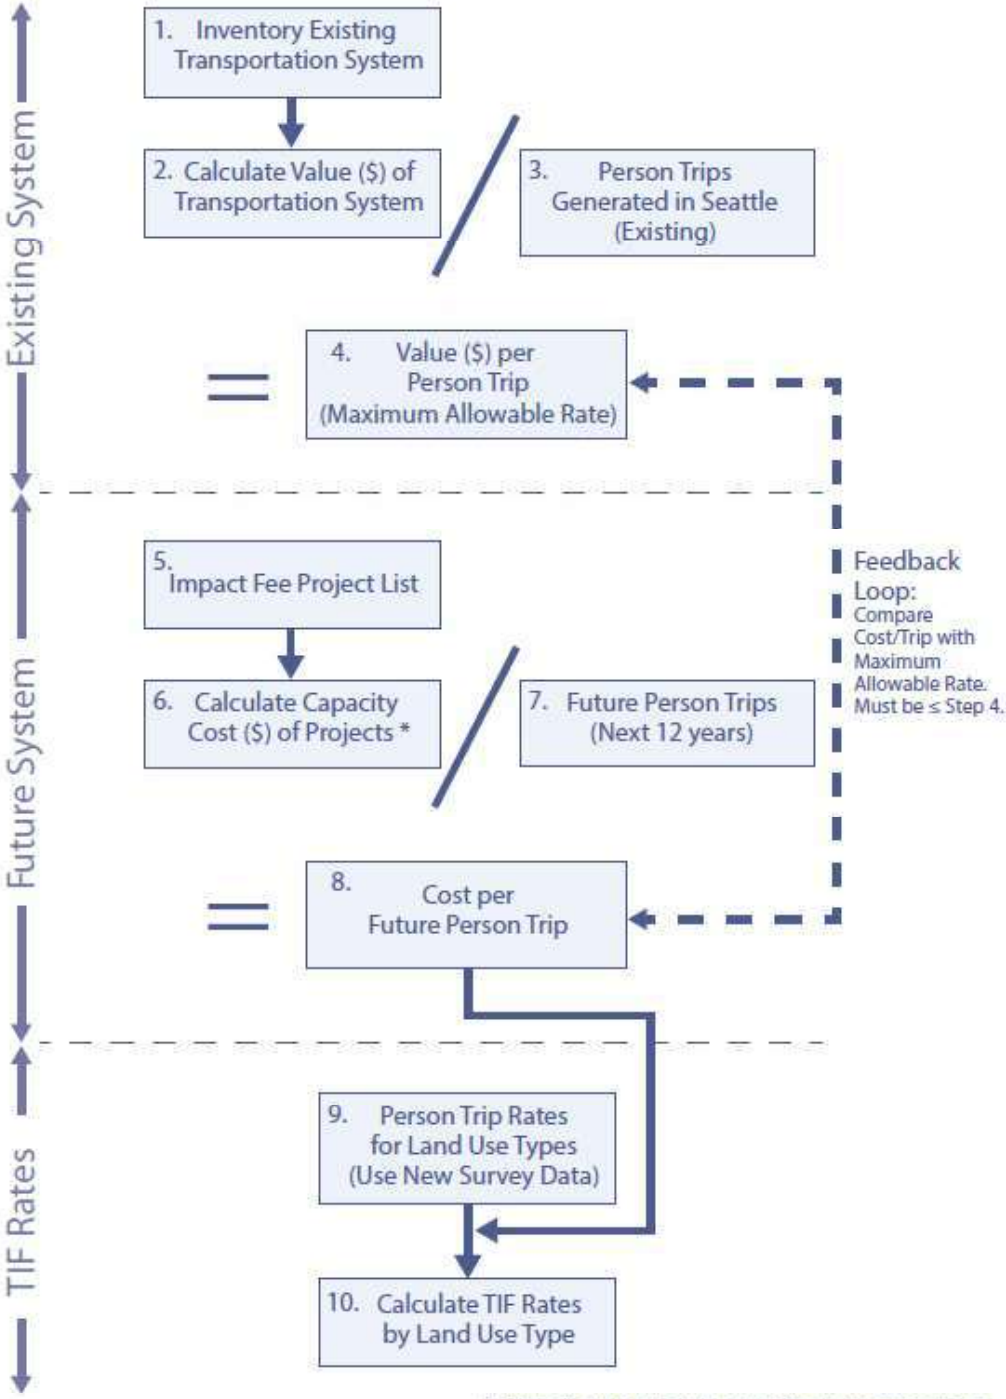 Existing System
1. Inventory Existing
Transportation System
2. Calculate Value ($) of
Transportation System
3. Person Trips
Generated in Seattle
(Existing)
4. Value ($) per
Person Trip
(Maximum Allowable Rate)
Future System
5.
Impact Fee Project List
6. Calculate Capacity
Cost ($) of Projects *
7. Future Person Trips
(Next 12 years)
Feedback
Loop:
Compare
Cost/Trip with
Maximum
Allowable Rate.
Must be ≤ Step 4.
8. Cost per
Future Person Trip
TIF Rates
9. Person Trip Rates
for Land Use Types
(Use New Survey Data)
10. Calculate TIF Rates
by Land Use Type